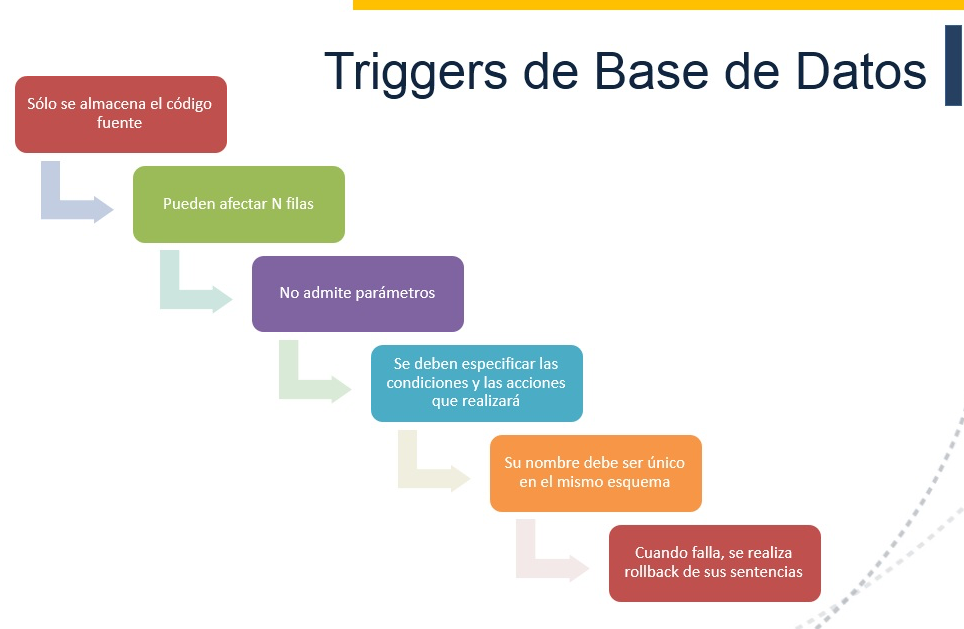 Triggers de Base de Datos
Sólo se almacena el código
fuente
Pueden afectar N filas
No admite parámetros
Se deben especificar las
condiciones y las acciones
que realizará
Su nombre debe ser único
en el mismo esquema
Cuando falla, se realiza
rollback de sus sentencias